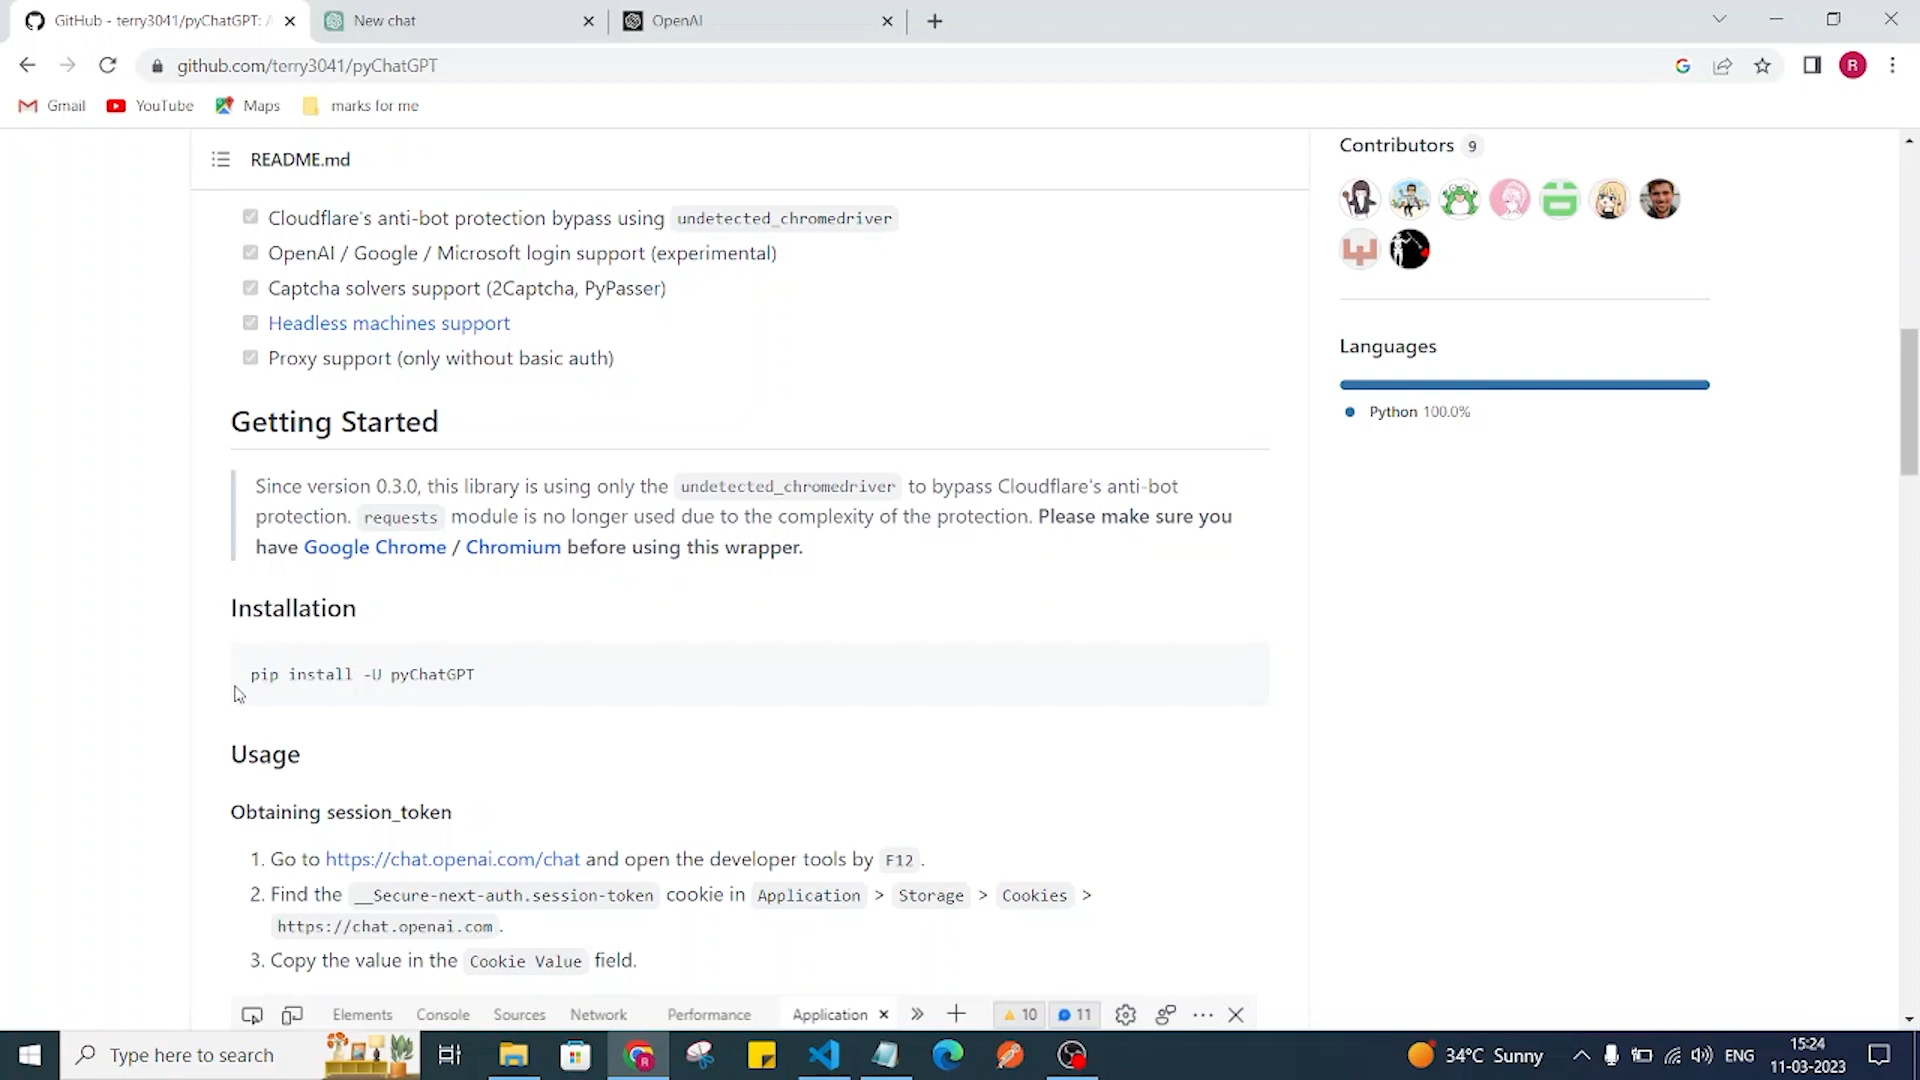 GitHub - terry3041/pyChatGPT: A
New chat
OpenAI
github.com/terry3041/pyChatGPT
R
Gmail
YouTube
Maps
marks for me
README.md
Cloudflare's anti-bot protection bypass using undetected_chromedriver
OpenAI / Google / Microsoft login support (experimental)
Captcha solvers support (2Captcha, PyPasser)
Headless machines support
Proxy support (only without basic auth)
Getting Started
Since version 0.3.0, this library is using only the undetected_chromedriver to bypass Cloudflare's anti-bot
protection. requests module is no longer used due to the complexity of the protection. Please make sure you
have Google Chrome / Chromium before using this wrapper.
Installation
pip install -U pyChatGPT
Usage
Obtaining session_token
1. Go to https://chat.openai.com/chat and open the developer tools by F12 .
2. Find the __Secure-next-auth.session-token cookie in Application > Storage > Cookies >
https://chat.openai.com .
3. Copy the value in the Cookie Value field.
Elements Console Sources Network Performance Application 10 11
Contributors 9
Languages
Python 100.0%
Type here to search
34°C Sunny
ENG
15:24
11-03-2023